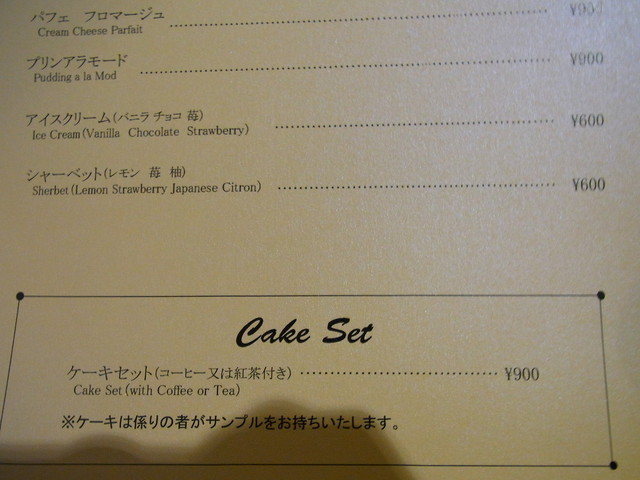 パフェ フロマージュ ¥900
Cream Cheese Parfait
プリンアラモード ¥900
Pudding a la Mod
アイスクリーム(バニラ チョコ 苺) ¥600
Ice Cream(Vanilla Chocolate Strawberry)
シャーベット(レモン 苺 柚) ¥600
Sherbet(Lemon Strawberry Japanese Citron)
Cake Set
ケーキセット(コーヒー又は紅茶付き) ¥900
Cake Set(with Coffee or Tea)
※ケーキは係りの者がサンプルをお持ちいたします。